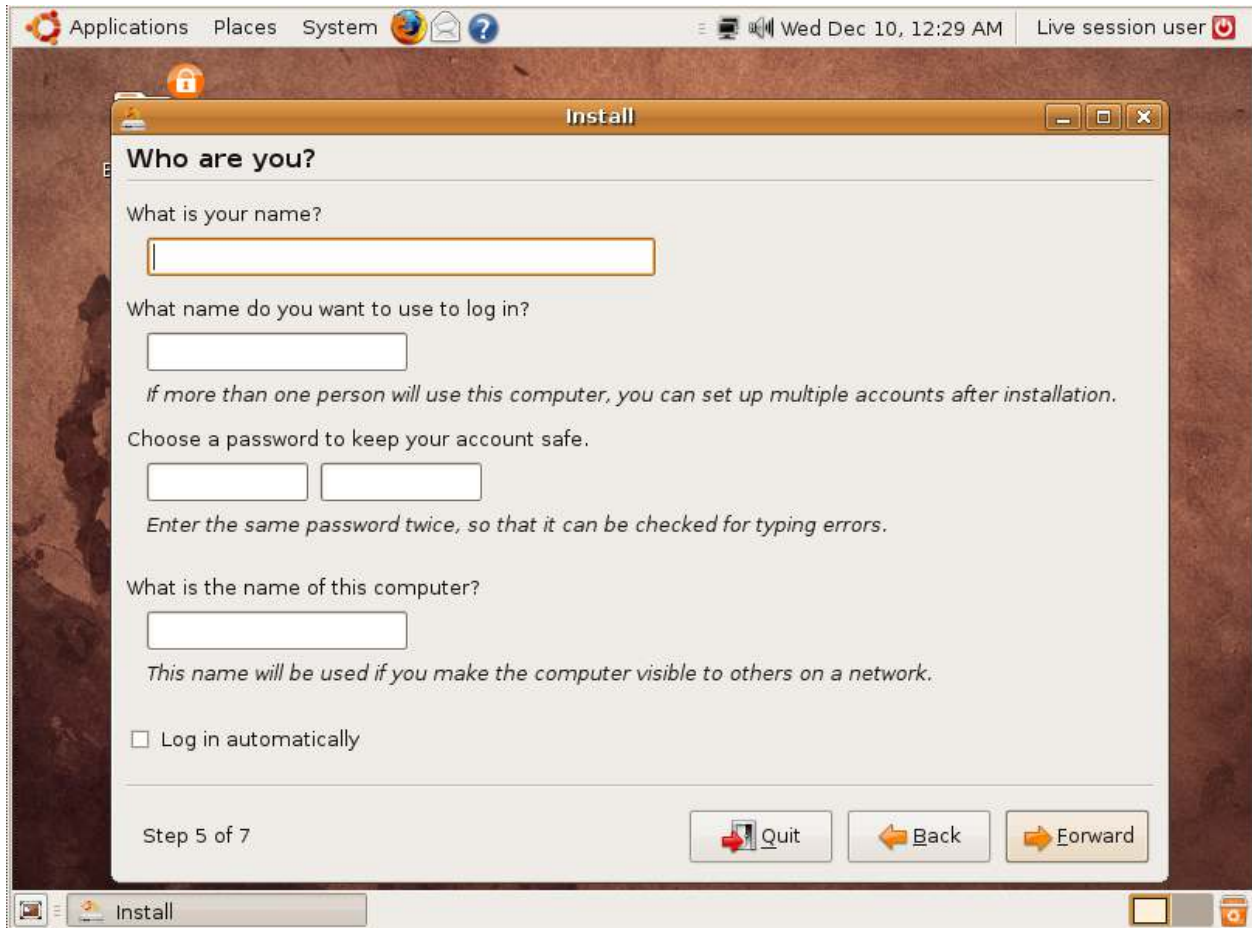 Applications Places System Wed Dec 10, 12:29 AM Live session user
Install
Who are you?
What is your name?
What name do you want to use to log in?
If more than one person will use this computer, you can set up multiple accounts after installation.
Choose a password to keep your account safe.
Enter the same password twice, so that it can be checked for typing errors.
What is the name of this computer?
This name will be used if you make the computer visible to others on a network.
Log in automatically
Step 5 of 7 Quit Back Forward
Install